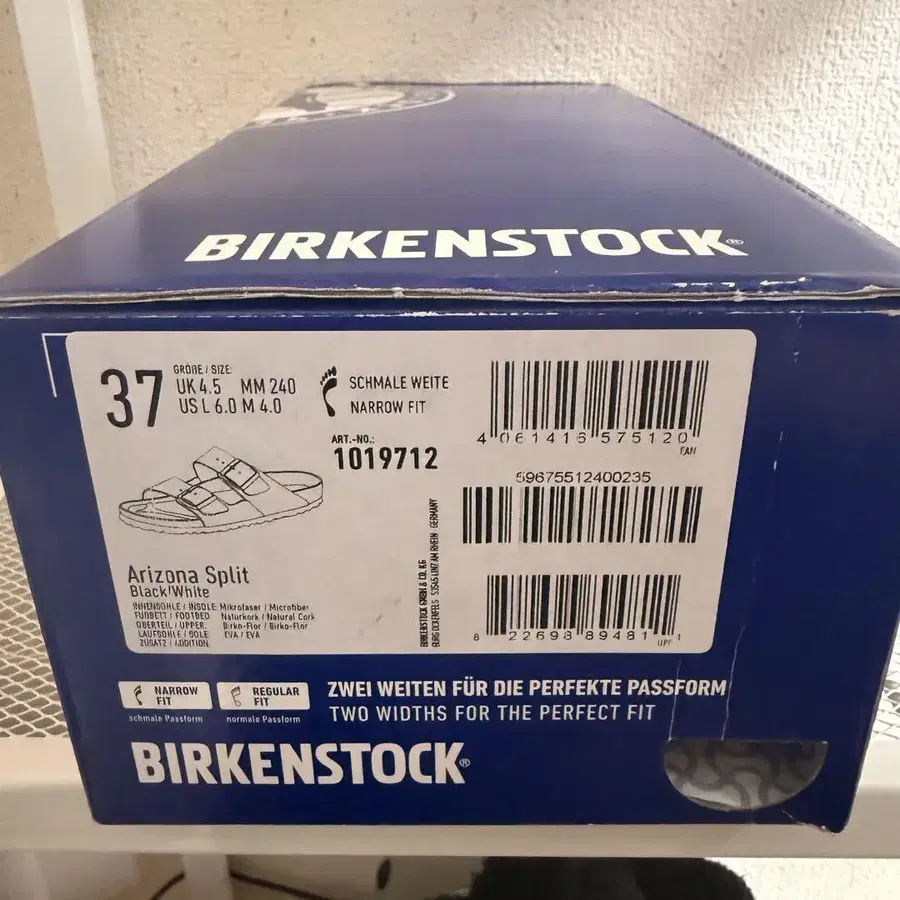 BIRKENSTOCK®
37
GRÖßE / SIZE:
UK 4.5 MM 240
US L 6.0 M 4.0
SCHMALE WEITE
NARROW FIT
ART.-NO.:
1019712
4 061416 575120
EAN
59675512400235
Arizona Split
Black/White
INNENSOHLE / INSOLE: Mikrofaser / Microfiber
FUßBETT / FOOTBED Naturkork / Natural Cork
OBERTEIL / UPPER: Birko-Flor / Birko-Flor
LAUFSOHLE / SOLE EVA / EVA
ZUSATZ / ADDITION:
BIRKENSTOCK GMBH & CO. KG
8 22698 89481 1
UPC
NARROW FIT
schmale Passform
REGULAR FIT
normale Passform
ZWEI WEITEN FÜR DIE PERFEKTE PASSFORM
TWO WIDTHS FOR THE PERFECT FIT
BIRKENSTOCK®